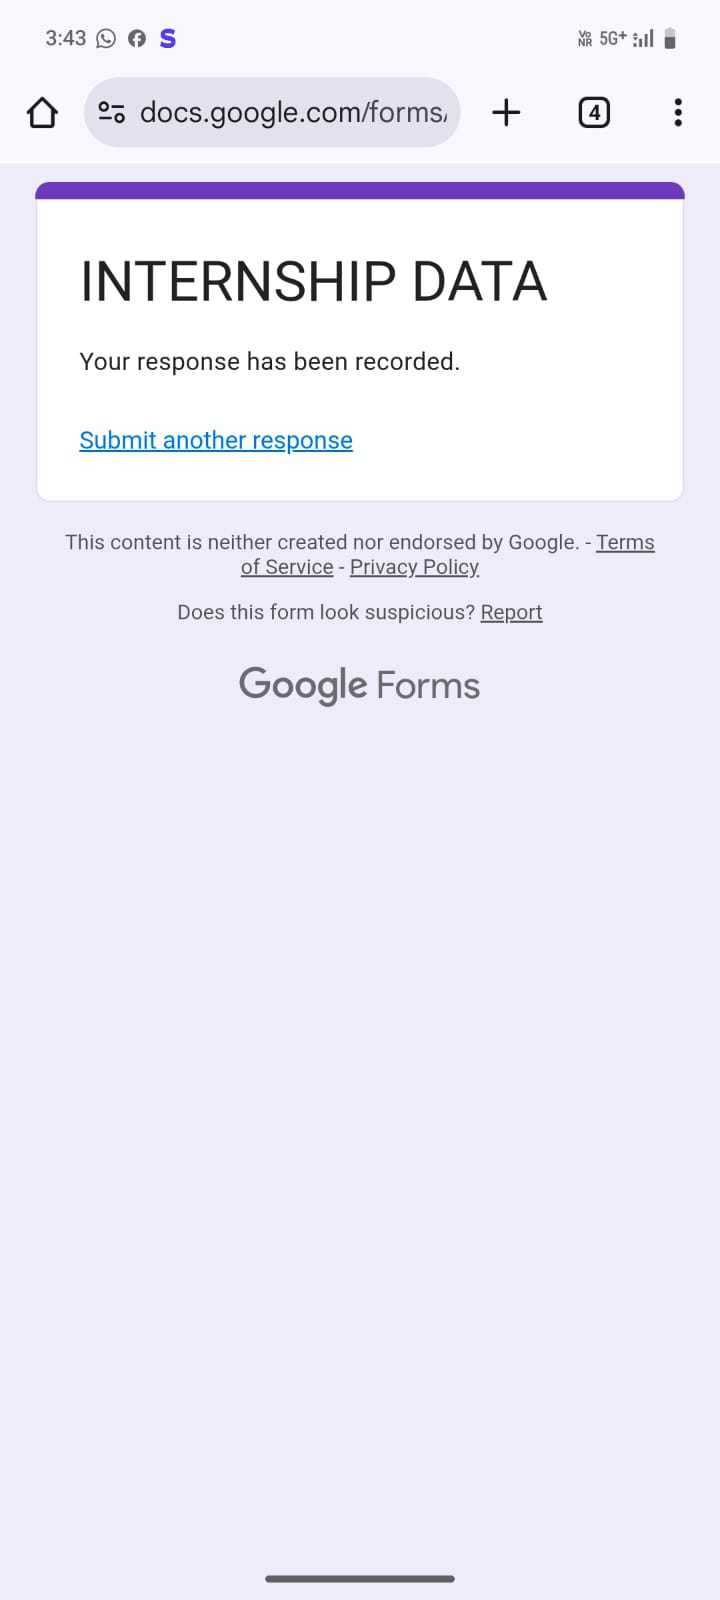 3:43
Vo
NR 5G+
docs.google.com/forms/
4
INTERNSHIP DATA
Your response has been recorded.
Submit another response
This content is neither created nor endorsed by Google. - Terms
of Service - Privacy Policy
Does this form look suspicious? Report
Google Forms